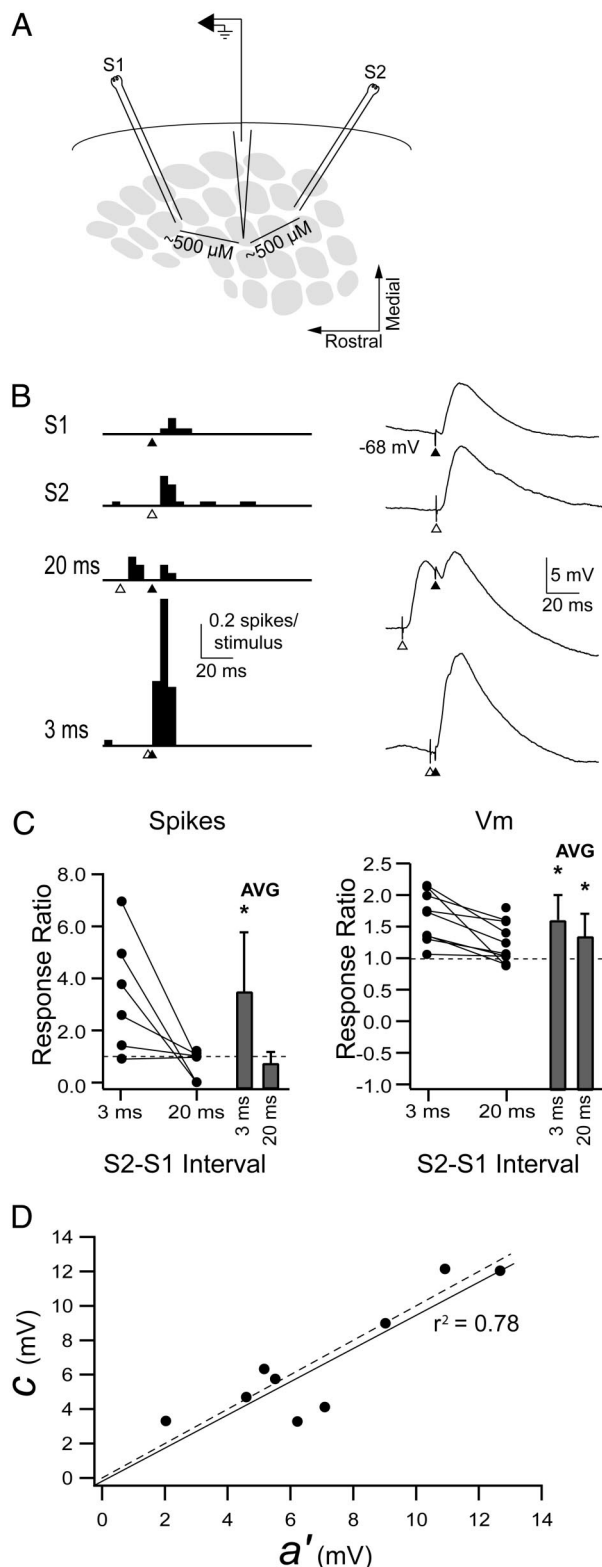 A
S1
S2
~500 µM
~500 µM
Medial
Rostral
B
S1
-68 mV
S2
20 ms
5 mV
20 ms
0.2 spikes/
stimulus
20 ms
3 ms
C
Spikes
Vm
AVG
*
AVG
*
*
Response Ratio
8.0
6.0
4.0
2.0
0.0
3 ms
20 ms
3 ms
20 ms
S2-S1 Interval
Response Ratio
2.5
2.0
1.5
1.0
0.5
0.0
-0.5
-1.0
3 ms
20 ms
3 ms
20 ms
S2-S1 Interval
D
c (mV)
14
12
10
8
6
4
2
0
r² = 0.78
0
2
4
6
8
10
12
14
a' (mV)